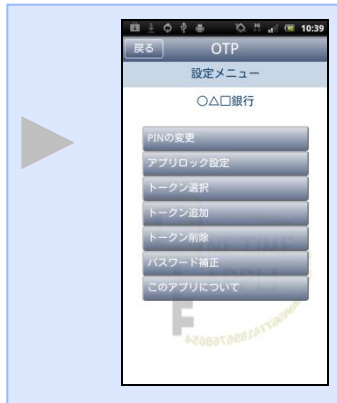 10:39
戻る OTP
設定メニュー
○△□銀行
PINの変更
アプリロック設定
トークン選択
トークン追加
トークン削除
パスワード補正
このアプリについて